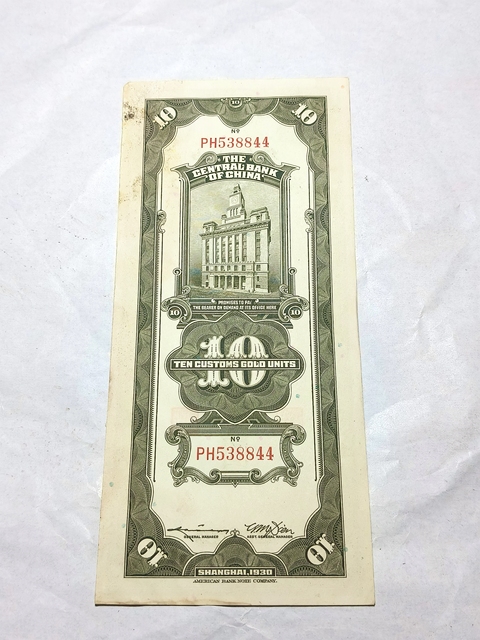 10 10 10
Nº
PH538844
THE
CENTRAL BANK
OF CHINA
PROMISES TO PAY
THE BEARER ON DEMAND AT ITS OFFICE HERE
10 10
10
TEN CUSTOMS GOLD UNITS
Nº
PH538844
GENERAL MANAGER ASST. GENERAL MANAGER
10 10
SHANGHAI, 1930
AMERICAN BANK NOTE COMPANY.